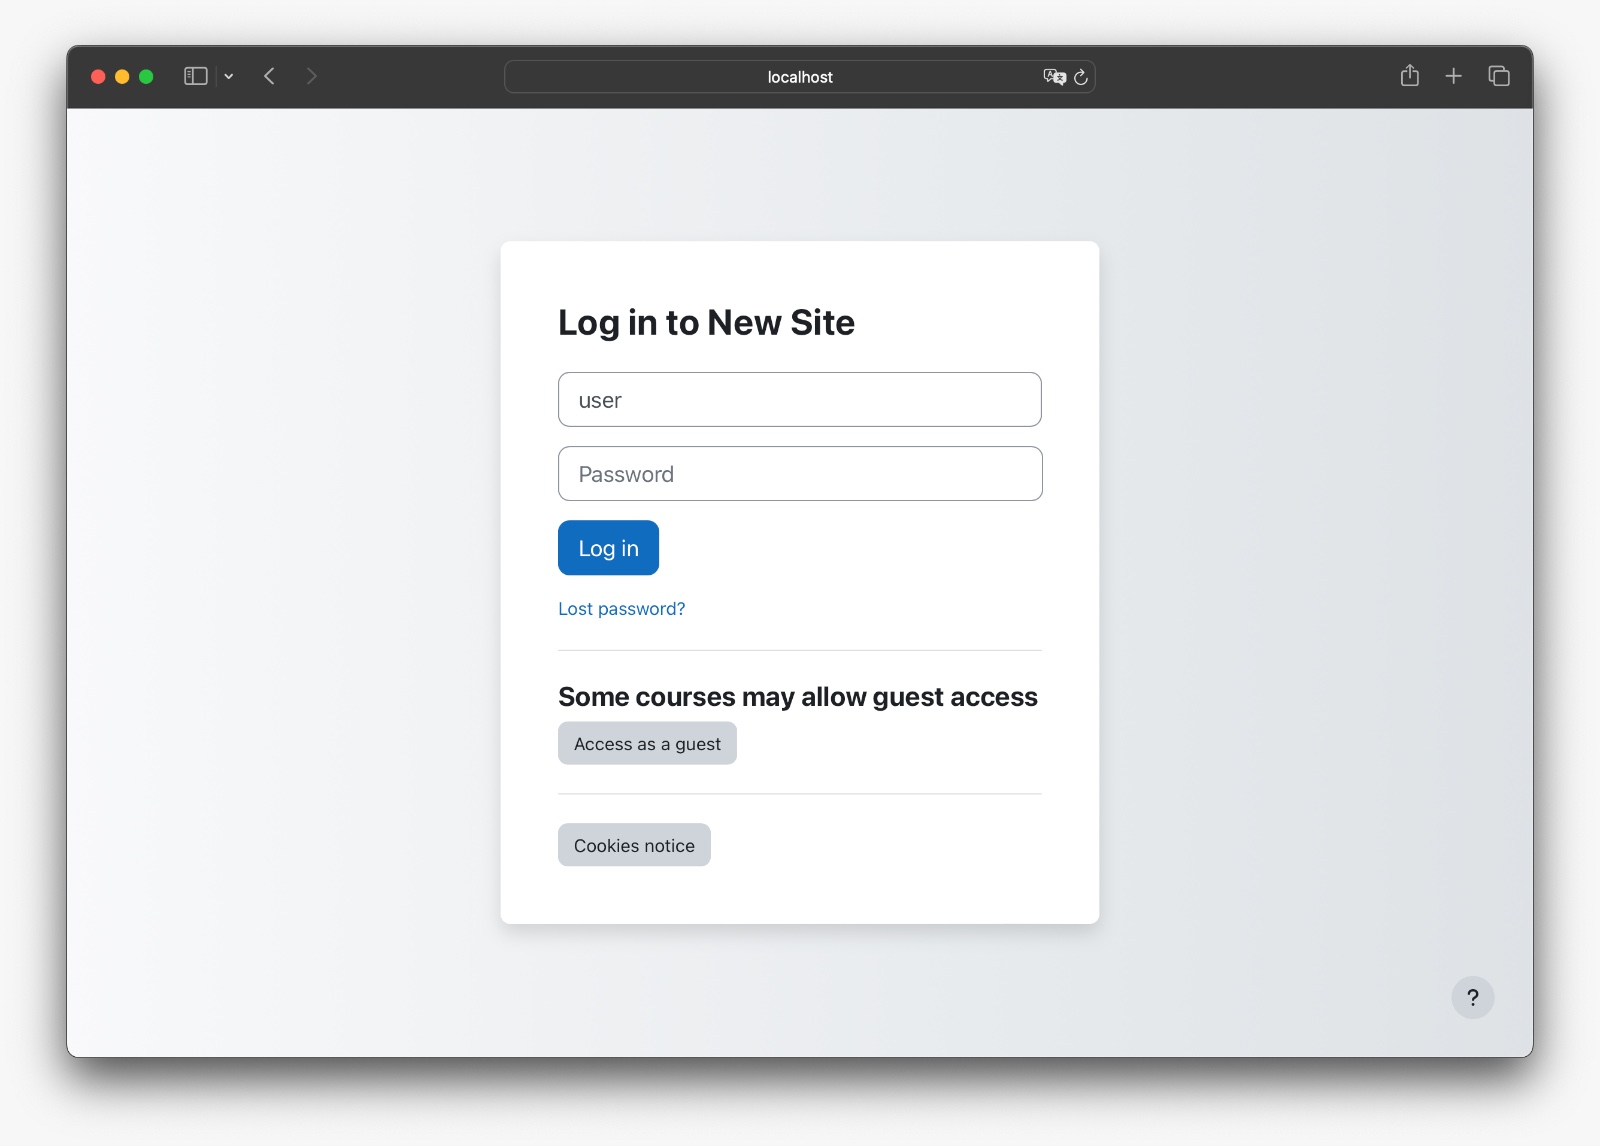 localhost
Log in to New Site
user
Password
Log in
Lost password?
Some courses may allow guest access
Access as a guest
Cookies notice
?